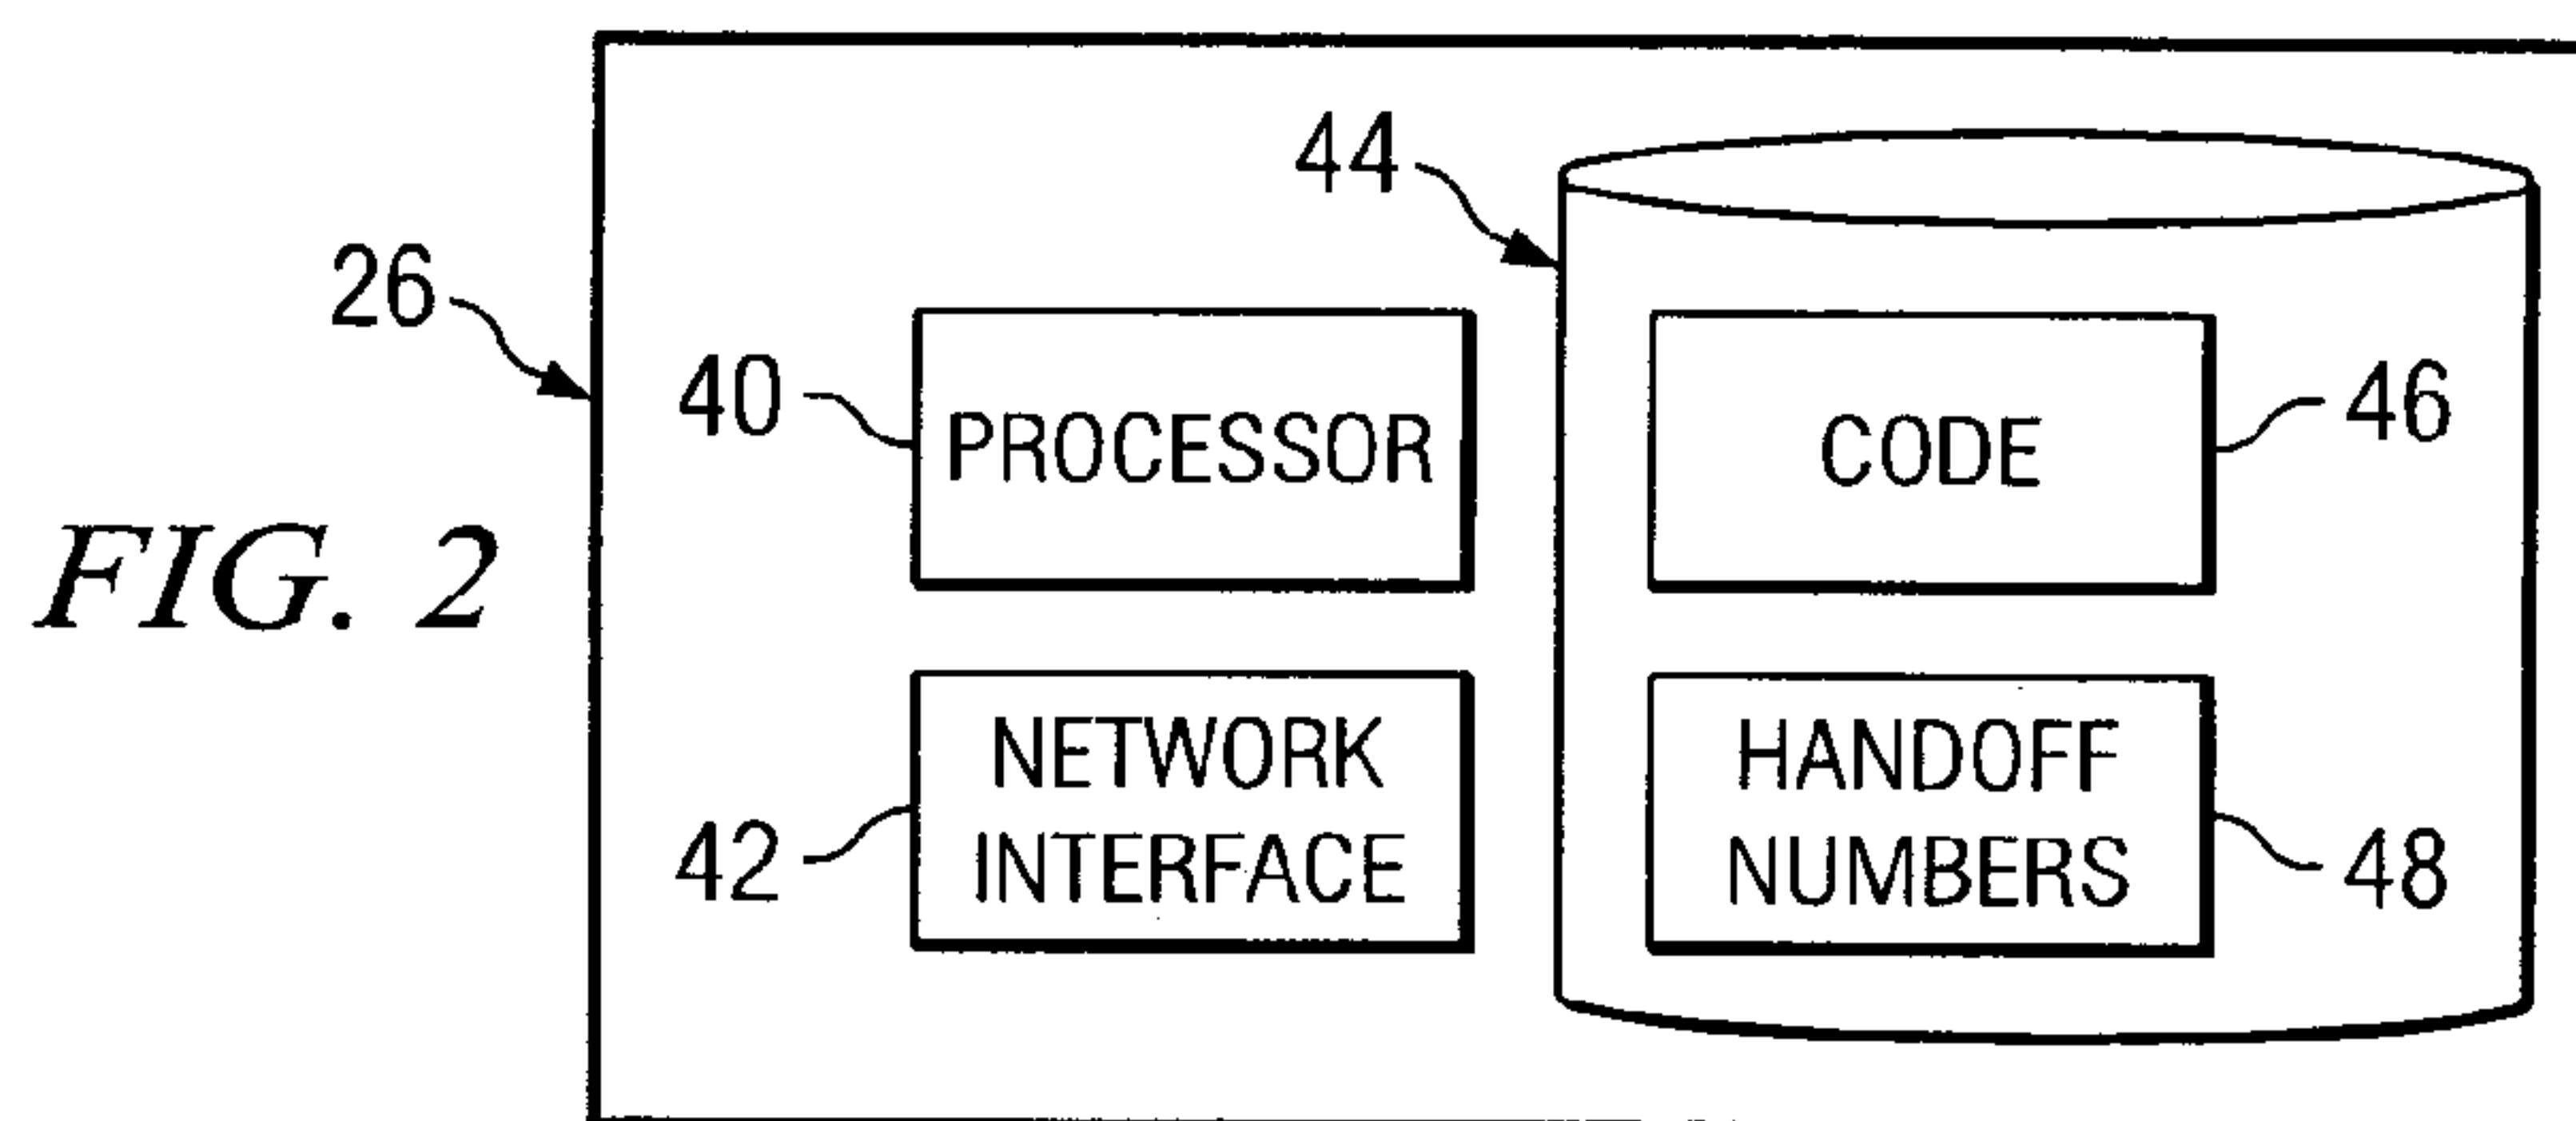 44
26
40
PROCESSOR
CODE
46
FIG. 2
NETWORK
INTERFACE
42
HANDOFF
NUMBERS
48